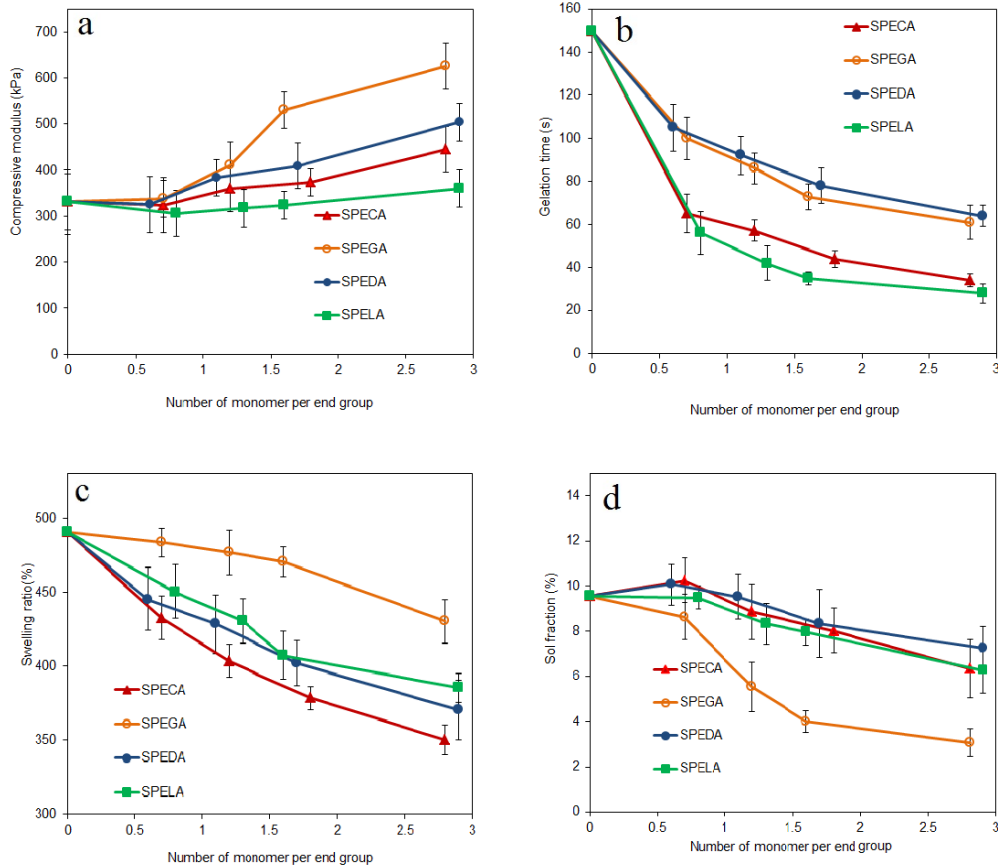 a
Compressive modulus (kPa)
700
600
500
400
300
200
100
0
0 0.5 1 1.5 2 2.5 3
Number of monomer per end group
SPECA
SPEGA
SPEDA
SPELA
b
Gelation time (s)
160
140
120
100
80
60
40
20
0
0 0.5 1 1.5 2 2.5 3
Number of monomer per end group
SPECA
SPEGA
SPEDA
SPELA
c
Swelling ratio (%)
500
450
400
350
300
0 0.5 1 1.5 2 2.5 3
Number of monomer per end group
SPECA
SPEGA
SPEDA
SPELA
d
Sol fraction (%)
14
12
10
8
6
4
2
0
0 0.5 1 1.5 2 2.5 3
Number of monomer per end group
SPECA
SPEGA
SPEDA
SPELA